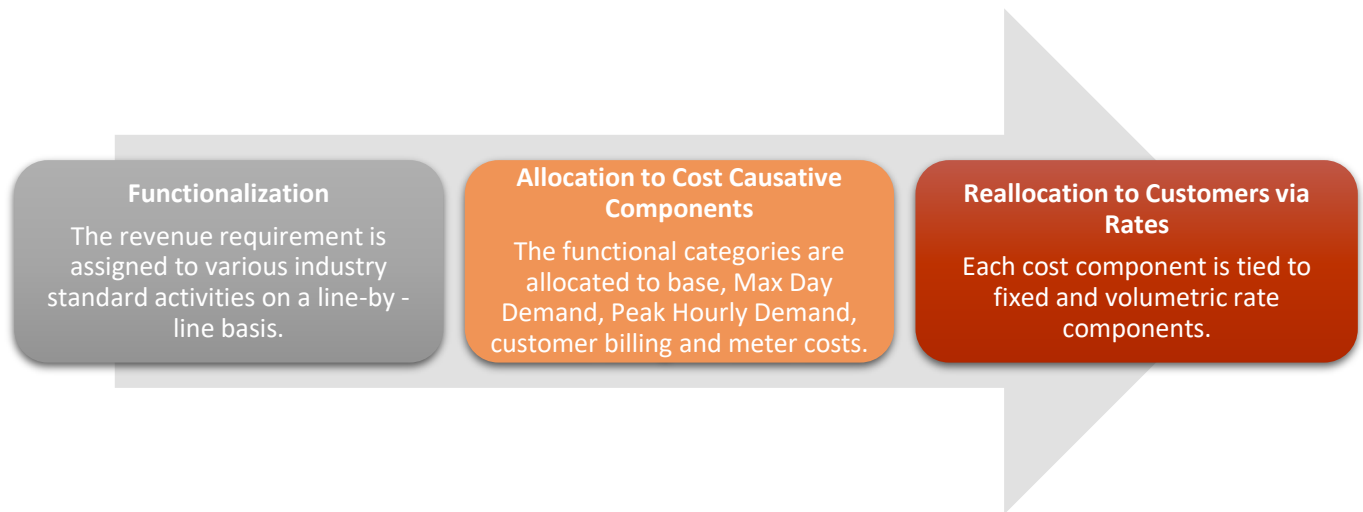 Functionalization
The revenue requirement is
assigned to various industry
standard activities on a line-by -
line basis.
Allocation to Cost Causative
Components
The functional categories are
allocated to base, Max Day
Demand, Peak Hourly Demand,
customer billing and meter costs.
Reallocation to Customers via
Rates
Each cost component is tied to
fixed and volumetric rate
components.